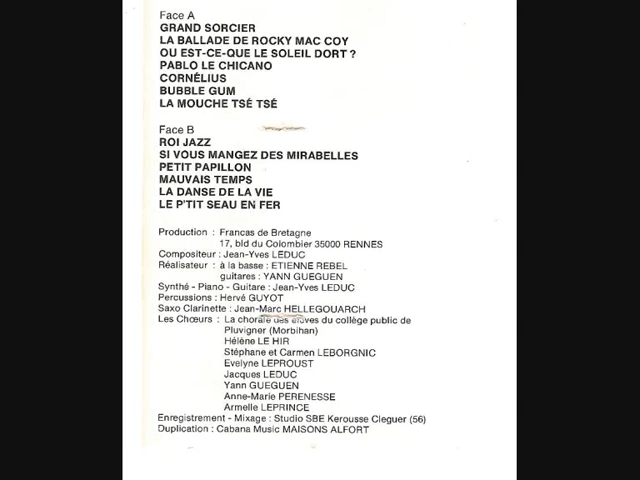 Face A
GRAND SORCIER
LA BALLADE DE ROCKY MAC COY
OU EST-CE-QUE LE SOLEIL DORT ?
PABLO LE CHICANO
CORNÉLIUS
BUBBLE GUM
LA MOUCHE TSÉ TSÉ
Face B
ROI JAZZ
SI VOUS MANGEZ DES MIRABELLES
PETIT PAPILLON
MAUVAIS TEMPS
LA DANSE DE LA VIE
LE P'TIT SEAU EN FER
Production : Francas de Bretagne
17, bld du Colombier 35000 RENNES
Compositeur : Jean-Yves LEDUC
Réalisateur : à la basse : ETIENNE REBEL
guitares : YANN GUEGUEN
Synthé - Piano - Guitare : Jean-Yves LEDUC
Percussions : Hervé GUYOT
Saxo Clarinette : Jean-Marc HELLEGOUARCH
Les Chœurs : La chorale des élèves du collège public de
Pluvigner (Morbihan)
Hélène LE HIR
Stéphane et Carmen LEBORGNIC
Evelyne LEPROUST
Jacques LEDUC
Yann GUEGUEN
Anne-Marie PERENESSE
Armelle LEPRINCE
Enregistrement - Mixage : Studio SBE Kerousse Cleguer (56)
Duplication : Cabana Music MAISONS ALFORT